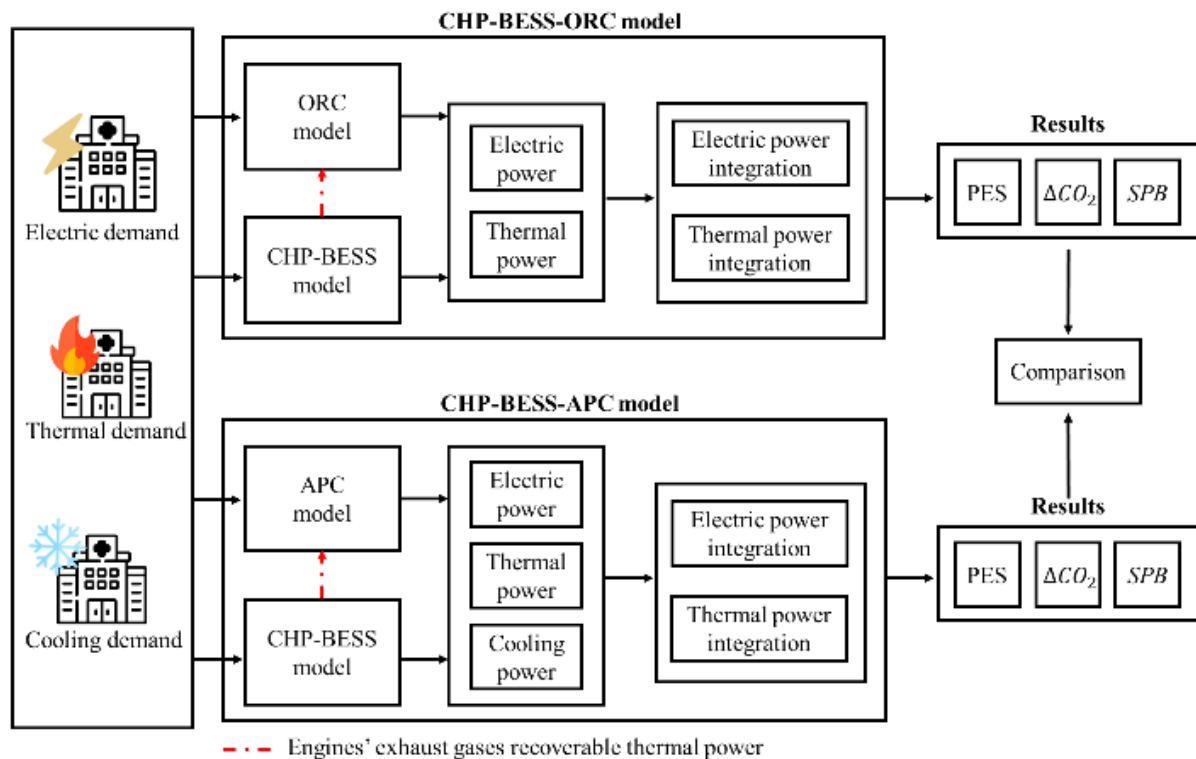 Electric demand
Thermal demand
Cooling demand
CHP-BESS-ORC model
ORC
model
CHP-BESS
model
Electric
power
Thermal
power
Electric power
integration
Thermal power
integration
Results
PES
ΔCO₂
SPB
Comparison
CHP-BESS-APC model
APC
model
CHP-BESS
model
Electric
power
Thermal
power
Cooling
power
Electric power
integration
Thermal power
integration
Results
PES
ΔCO₂
SPB
Engines' exhaust gases recoverable thermal power